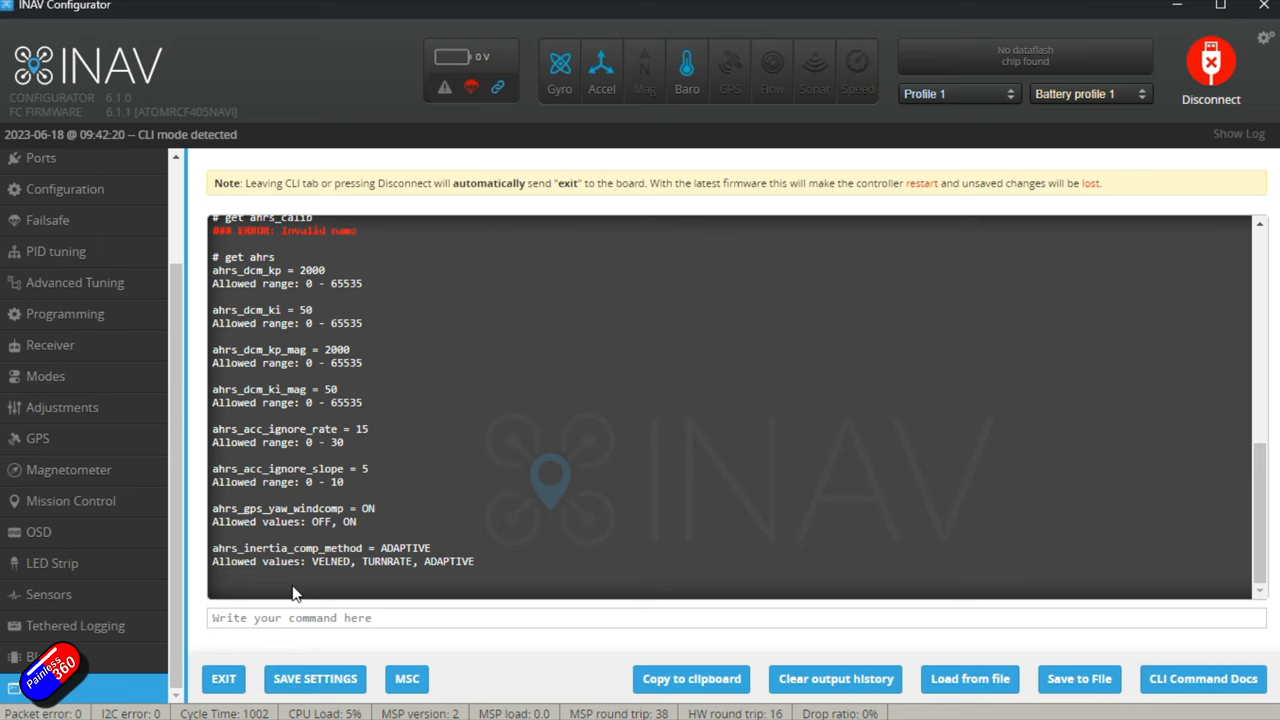 INAV Configurator
INAV
CONFIGURATOR 6.1.0
FC FIRMWARE 6.1.1 [ATOMRCF405NAVI]
0 V
Gyro
Accel
Mag
Baro
GPS
Flow
Sonar
Speed
No dataflash
chip found
Profile 1
Battery profile 1
Disconnect
2023-06-18 @ 09:42:20 -- CLI mode detected
Show Log
Ports
Configuration
Failsafe
PID tuning
Advanced Tuning
Programming
Receiver
Modes
Adjustments
GPS
Magnetometer
Mission Control
OSD
LED Strip
Sensors
Tethered Logging
Painless360
Note: Leaving CLI tab or pressing Disconnect will automatically send "exit" to the board. With the latest firmware this will make the controller restart and unsaved changes will be lost.
# get ahrs_calib
### ERROR: Invalid name
# get ahrs
ahrs_dcm_kp = 2000
Allowed range: 0 - 65535
ahrs_dcm_ki = 50
Allowed range: 0 - 65535
ahrs_dcm_kp_mag = 2000
Allowed range: 0 - 65535
ahrs_dcm_ki_mag = 50
Allowed range: 0 - 65535
ahrs_acc_ignore_rate = 15
Allowed range: 0 - 30
ahrs_acc_ignore_slope = 5
Allowed range: 0 - 10
ahrs_gps_yaw_windcomp = ON
Allowed values: OFF, ON
ahrs_inertia_comp_method = ADAPTIVE
Allowed values: VELNED, TURNRATE, ADAPTIVE
INAV
Write your command here
EXIT
SAVE SETTINGS
MSC
Copy to clipboard
Clear output history
Load from file
Save to File
CLI Command Docs
Packet error: 0
I2C error: 0
Cycle Time: 1002
CPU Load: 5%
MSP version: 2
MSP load: 0.0
MSP round trip: 38
HW round trip: 16
Drop ratio: 0%